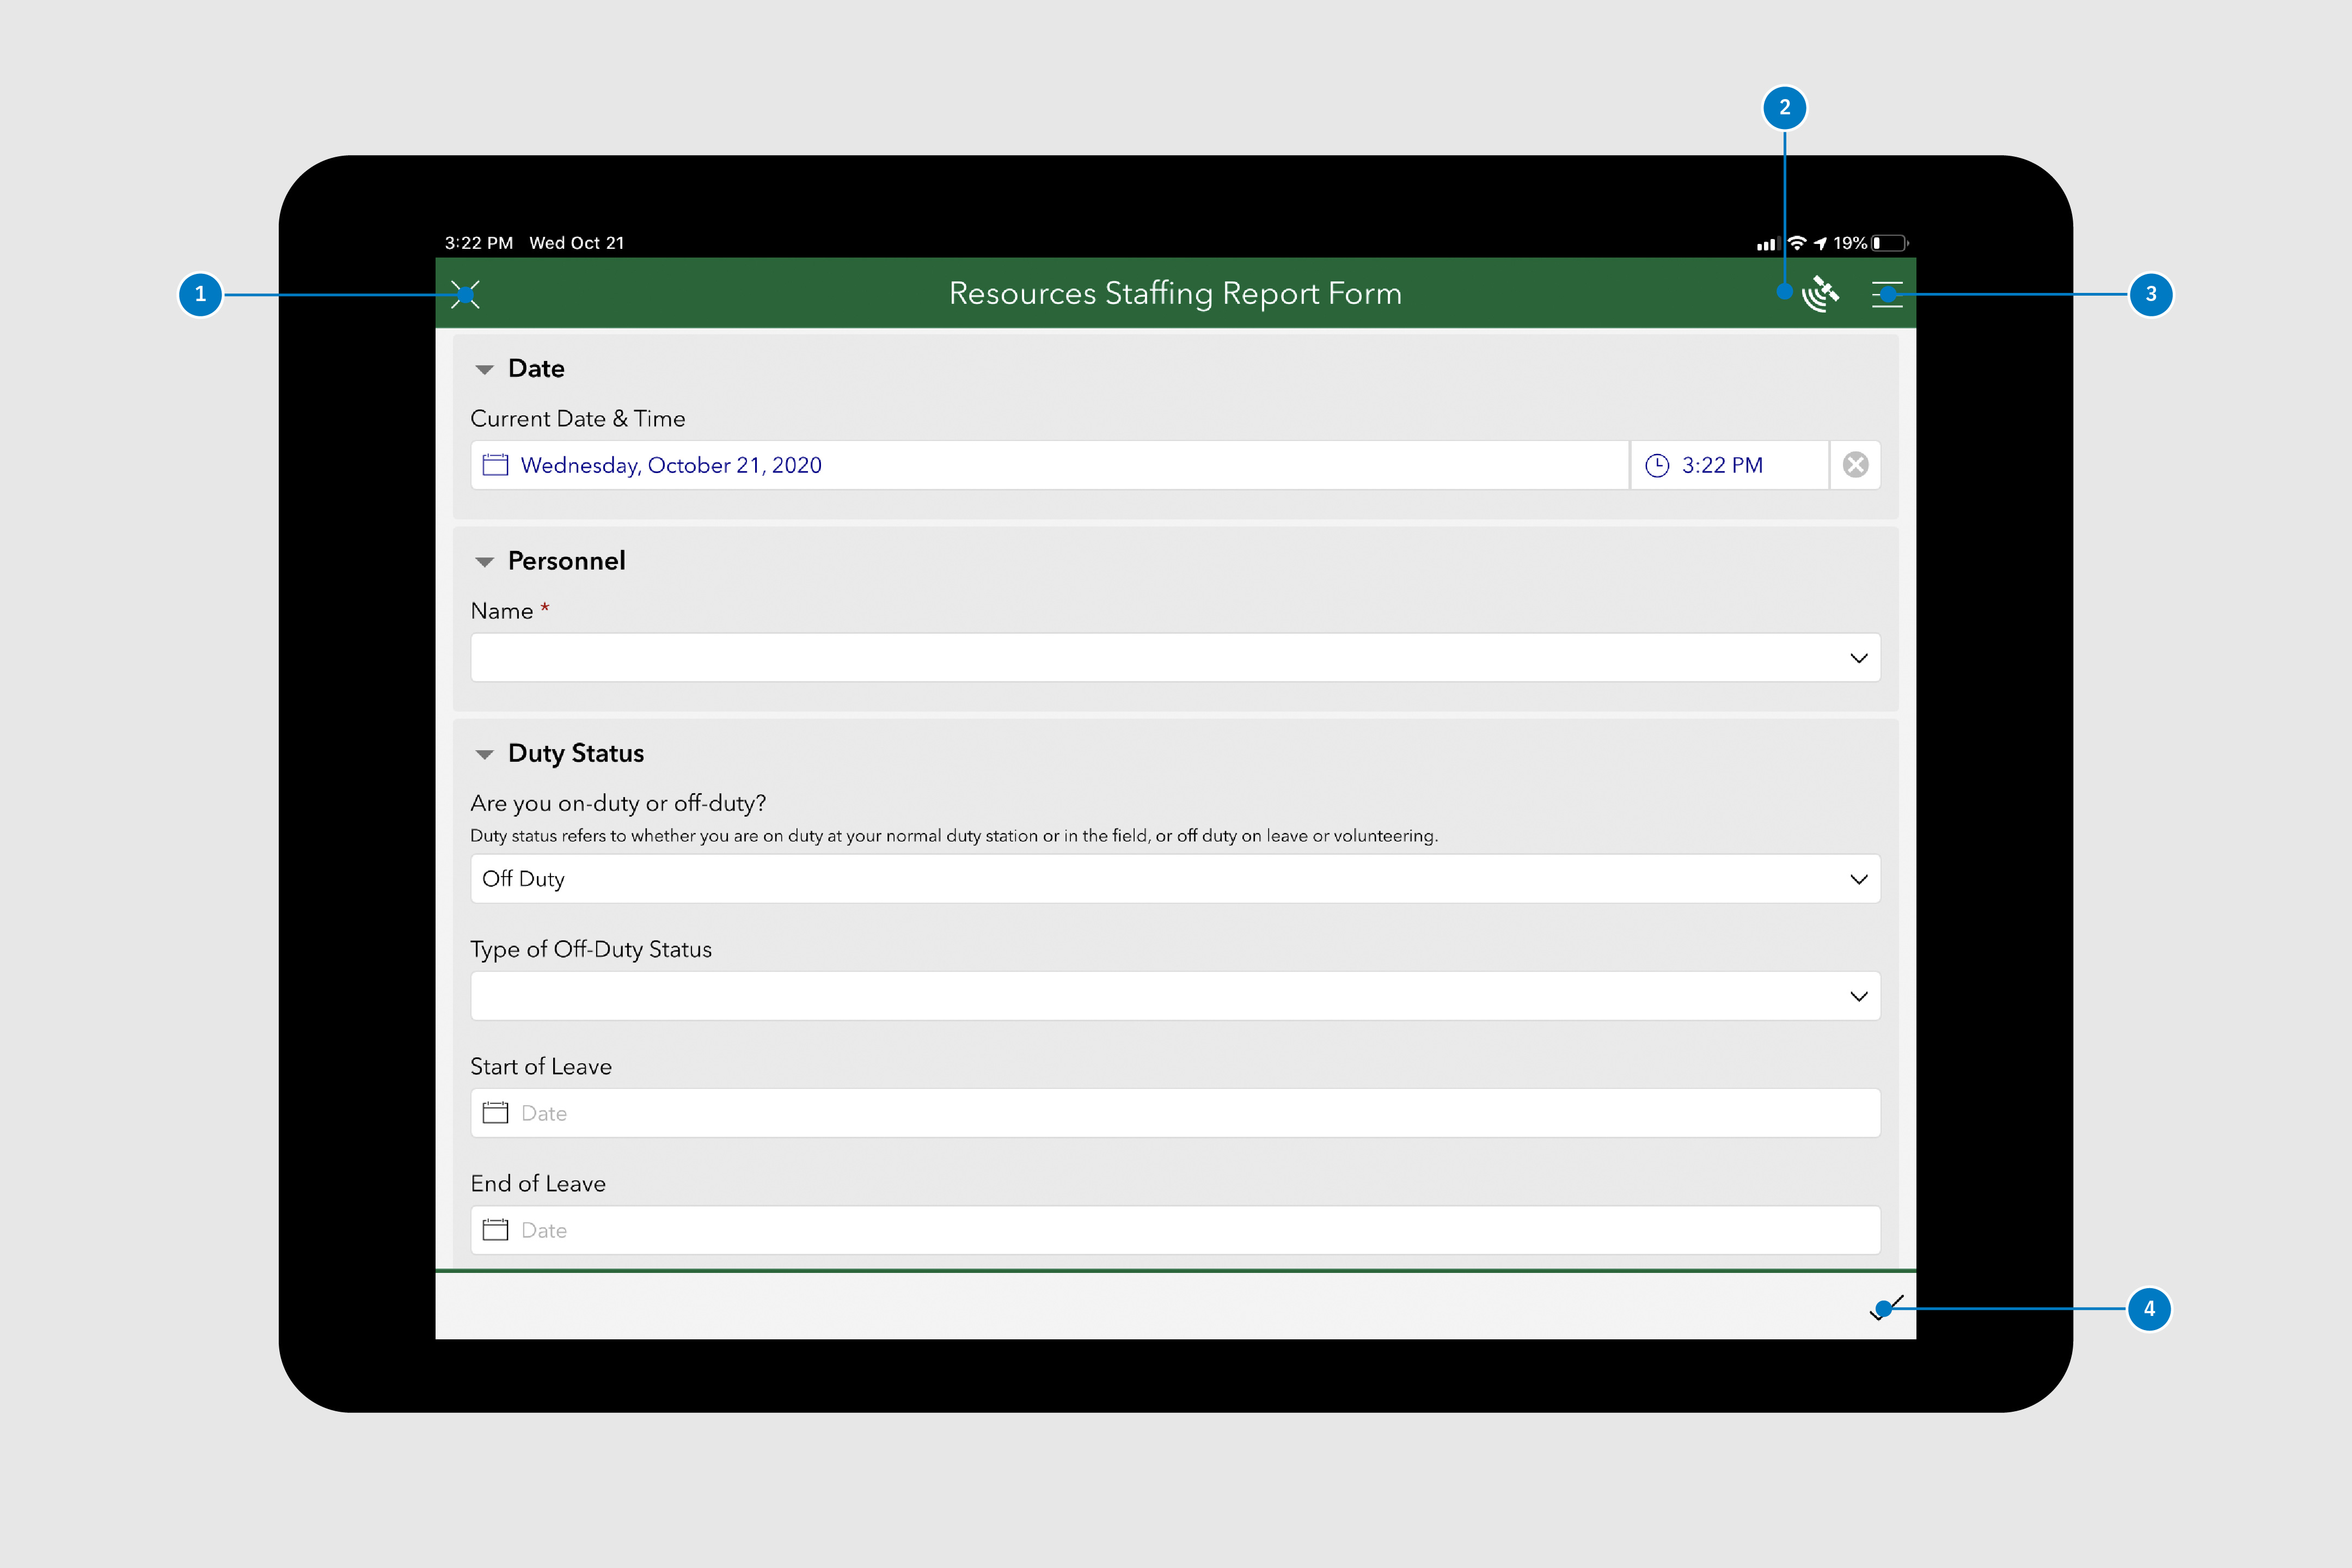 2
3:22 PM Wed Oct 21
19%
1
Resources Staffing Report Form
3
Date
Current Date & Time
Wednesday, October 21, 2020
3:22 PM
Personnel
Name *
Duty Status
Are you on-duty or off-duty?
Duty status refers to whether you are on duty at your normal duty station or in the field, or off duty on leave or volunteering.
Off Duty
Type of Off-Duty Status
Start of Leave
Date
End of Leave
Date
4